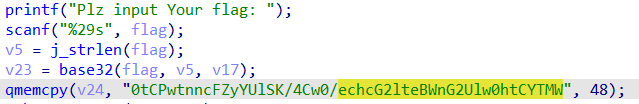 printf("Plz input Your flag: ");
scanf("%29s", flag);
v5 = j_strlen(flag);
v23 = base32(flag, v5, v17);
qmemcpy(v24, "0tCPwtnncFZyYUlSK/4Cw0/echcG2lteBWnG2Ulw0htCYTMW", 48);